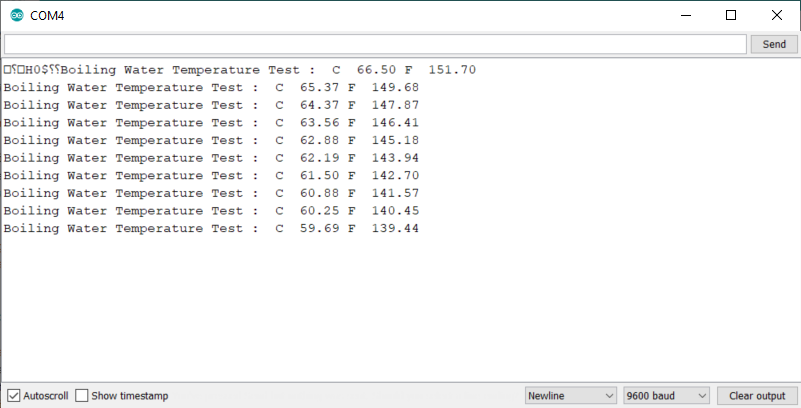 COM4
Send
H0$⸮⸮Boiling Water Temperature Test :  C  66.50 F  151.70
Boiling Water Temperature Test :  C  65.37 F  149.68
Boiling Water Temperature Test :  C  64.37 F  147.87
Boiling Water Temperature Test :  C  63.56 F  146.41
Boiling Water Temperature Test :  C  62.88 F  145.18
Boiling Water Temperature Test :  C  62.19 F  143.94
Boiling Water Temperature Test :  C  61.50 F  142.70
Boiling Water Temperature Test :  C  60.88 F  141.57
Boiling Water Temperature Test :  C  60.25 F  140.45
Boiling Water Temperature Test :  C  59.69 F  139.44
Autoscroll Show timestamp Newline 9600 baud Clear output